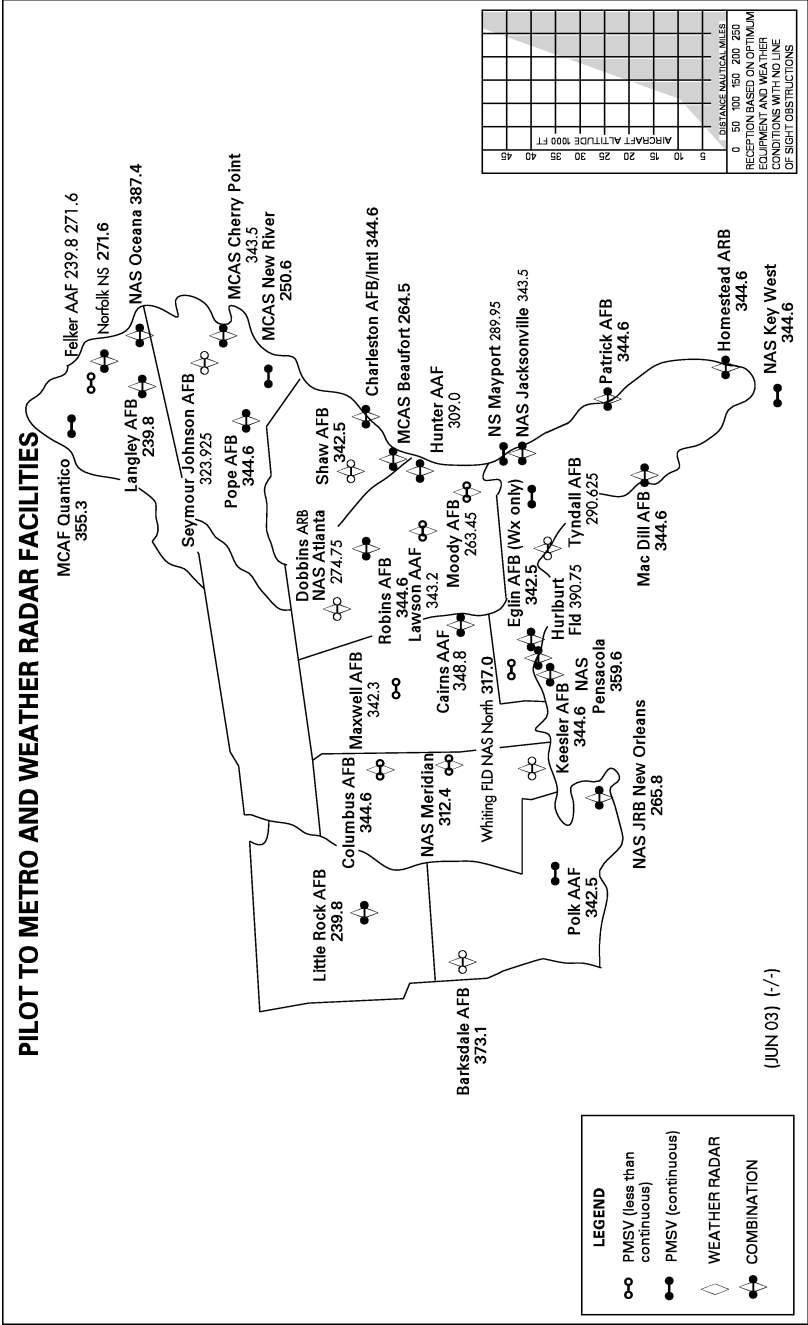 PILOT TO METRO AND WEATHER RADAR FACILITIES
MCAF Quantico
355.3
Felker AAF 239.8 271.6
Norfolk NS 271.6
NAS Oceana 387.4
Langley AFB
239.8
Seymour Johnson AFB
323.925
MCAS Cherry Point
343.5
MCAS New River
250.6
Pope AFB
344.6
Shaw AFB
342.5
Charleston AFB/Intl 344.6
MCAS Beaufort 264.5
Hunter AAF
309.0
Dobbins ARB
NAS Atlanta
274.75
Robins AFB
344.6
Lawson AAF
343.2
Moody AFB
263.45
NS Mayport 289.95
NAS Jacksonville 343.5
Maxwell AFB
342.3
Cairns AAF
348.8
Eglin AFB (Wx only)
342.5
Hurlburt
Fld 390.75
Tyndall AFB
290.625
Patrick AFB
344.6
Mac Dill AFB
344.6
Homestead ARB
344.6
NAS Key West
344.6
Columbus AFB
344.6
NAS Meridian
312.4
Whiting FLD NAS North 317.0
Keesler AFB
344.6
NAS
Pensacola
359.6
NAS JRB New Orleans
265.8
Little Rock AFB
239.8
Polk AAF
342.5
Barksdale AFB
373.1
(JUN 03) (-/-)
LEGEND
PMSV (less than
continuous)
PMSV (continuous)
WEATHER RADAR
COMBINATION
AIRCRAFT ALTITUDE 1000 FT
45
40
35
30
25
20
15
10
5
DISTANCE NAUTICAL MILES
0 50 100 150 200 250
RECEPTION BASED ON OPTIMUM
EQUIPMENT AND WEATHER
CONDITIONS WITH NO LINE
OF SIGHT OBSTRUCTIONS